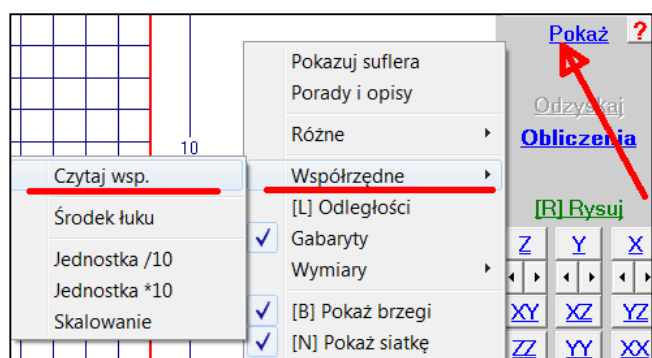 Pokaż ?
Odzyskaj
Obliczenia
[R] Rysuj
Z Y X
XY XZ YZ
ZZ YY XX
10
Pokazuj suflera
Porady i opisy
Różne
Współrzędne
[L] Odległości
Gabaryty
Wymiary
[B] Pokaż brzegi
[N] Pokaż siatkę
Czytaj wsp.
Środek łuku
Jednostka /10
Jednostka *10
Skalowanie